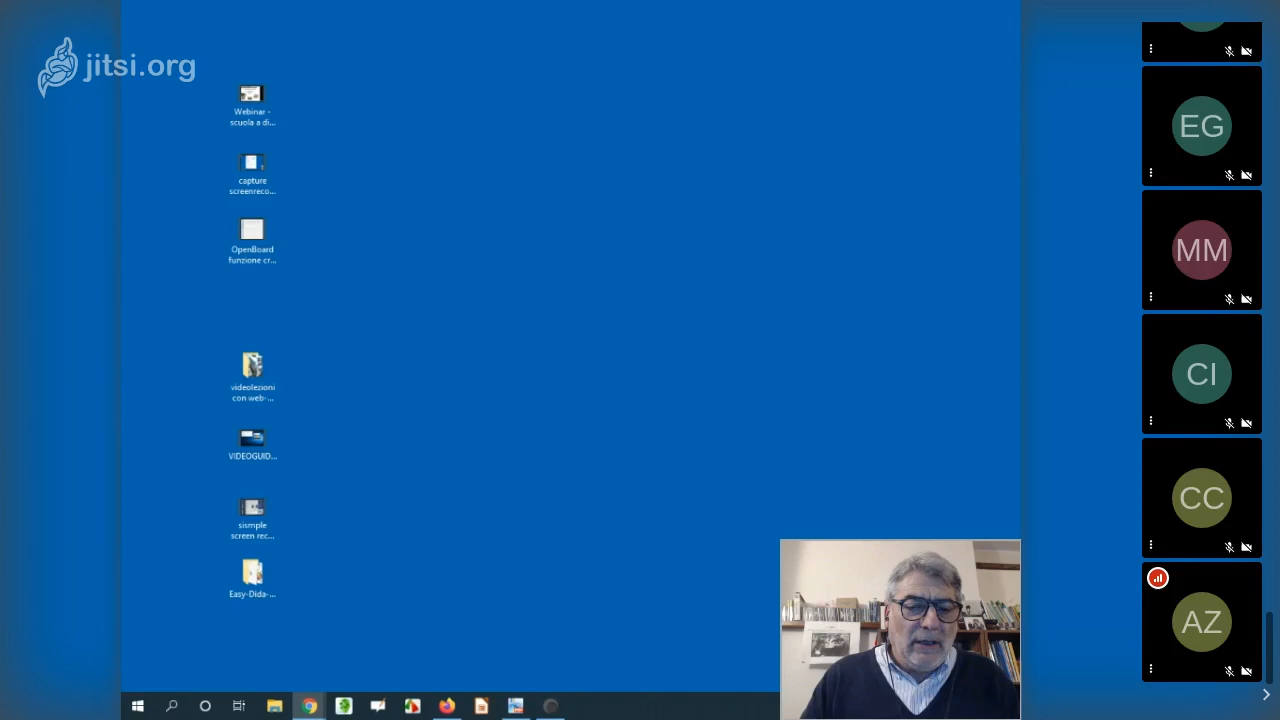 jitsi.org
Webinar -
scuola a di...
capture
screenreco...
OpenBoard
funzione cr...
videolezioni
con web-...
VIDEOGUID...
sismple
screen rec...
Easy-Dida-...
EG
MM
CI
CC
AZ